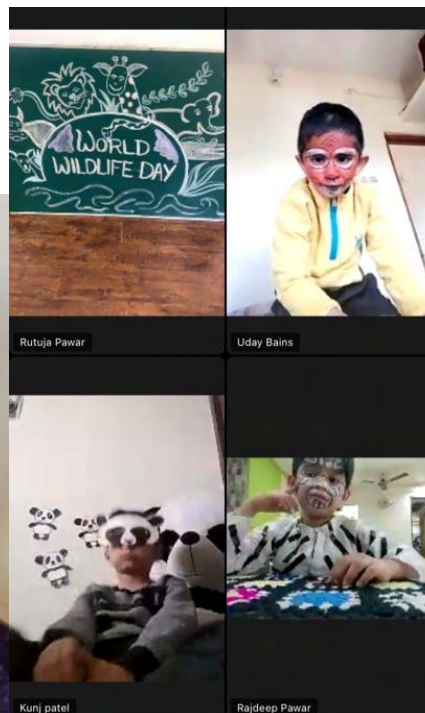 WORLD
WILDLIFE DAY
Rutuja Pawar
Uday Bains
Kunj patel
Rajdeep Pawar